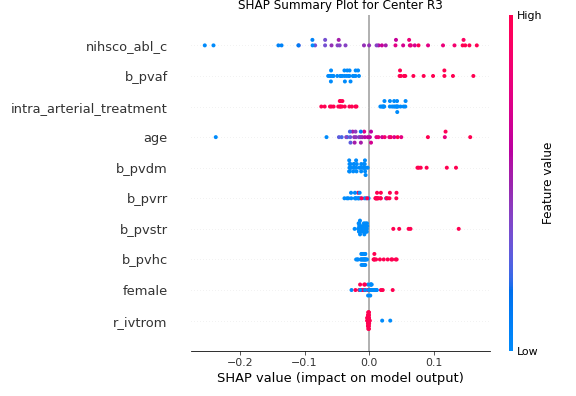 SHAP Summary Plot for Center R3
High
nihsco_abl_c
b_pvaf
intra_arterial_treatment
age
b_pvdm
b_pvrr
b_pvstr
b_pvhc
female
r_ivtrom
Feature value
Low
−0.2 −0.1 0.0 0.1
SHAP value (impact on model output)